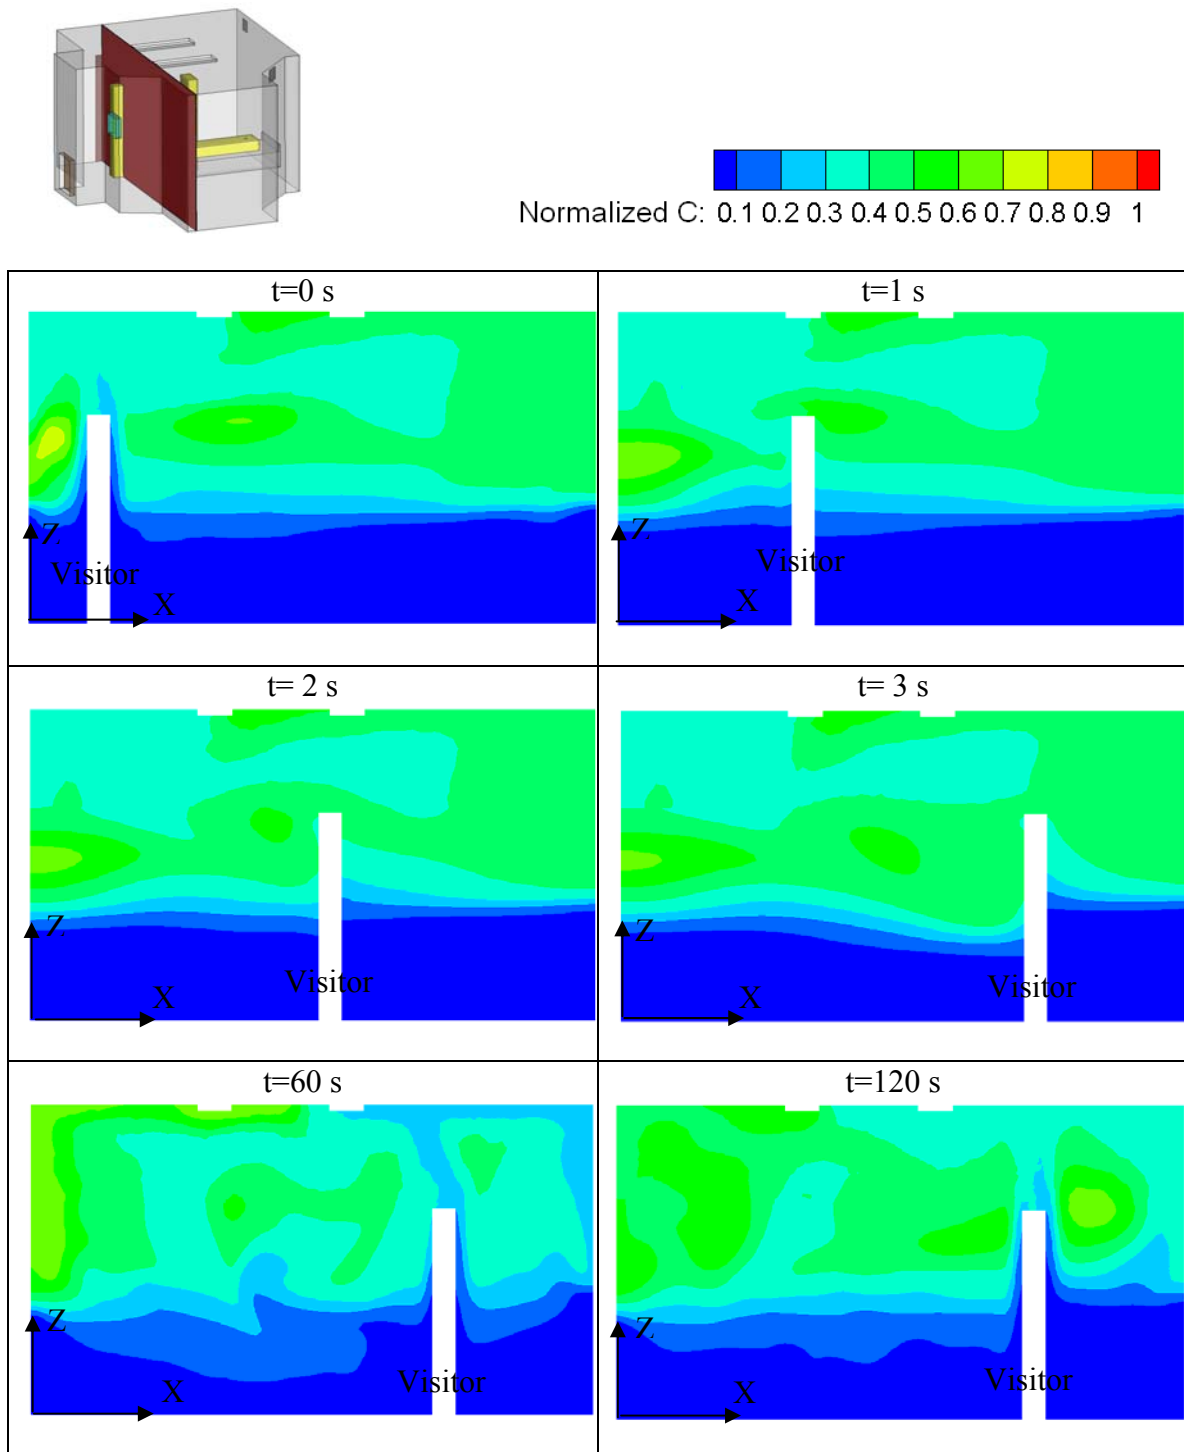 Normalized C: 0.1 0.2 0.3 0.4 0.5 0.6 0.7 0.8 0.9 1
t=0 s
t=1 s
Z
Visitor
X
Z
Visitor
X
t= 2 s
t= 3 s
Z
Visitor
X
Z
Visitor
X
t=60 s
t=120 s
Z
Visitor
X
Z
Visitor
X